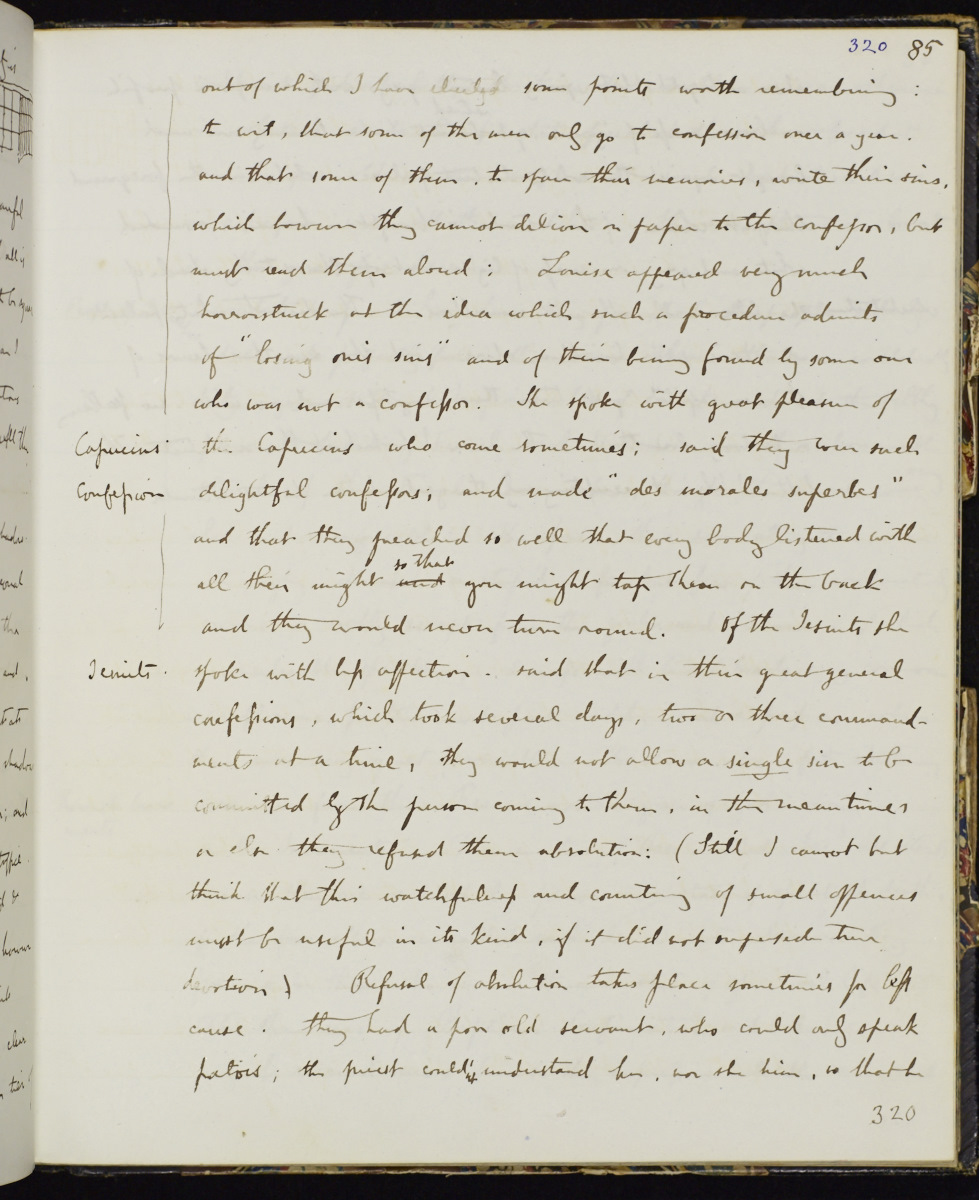 320 85
out of which I have elicited some points worth remembering :
to wit, that some of the men only go to confession once a year.
and that some of them, to spare their memories, write their sins,
which however they cannot deliver on paper to the confessor, but
must read them aloud : Louise appeared very much
horrorstruck at the idea which such a procedure admits
of "losing one's sins" and of their being found by some one
who was not a confessor. She spoke with great pleasure of
Capucins the Capucins who come sometimes; said they were such
Confession delightful confessors; and made "des morales superbes"
and that they preached so well that every body listened with
so that
all their might and you might tap them on the back
and they would never turn round. Of the Jesuits she
Jesuits. spoke with less affection. said that in their great general
confessions, which took several days, two or three command-
ments at a time, they would not allow a single sin to be
committed by the person coming to them, in the meantimes
or else they refused them absolution: (Still I cannot but
think that this watchfulness and counting of small offences
must be useful in its kind, if it did not supersede true
devotion) Refusal of absolution takes place sometimes for less
cause. They had a poor old servant, who could only speak
patois; the priest could'nt understand her, nor she him, so that he
320